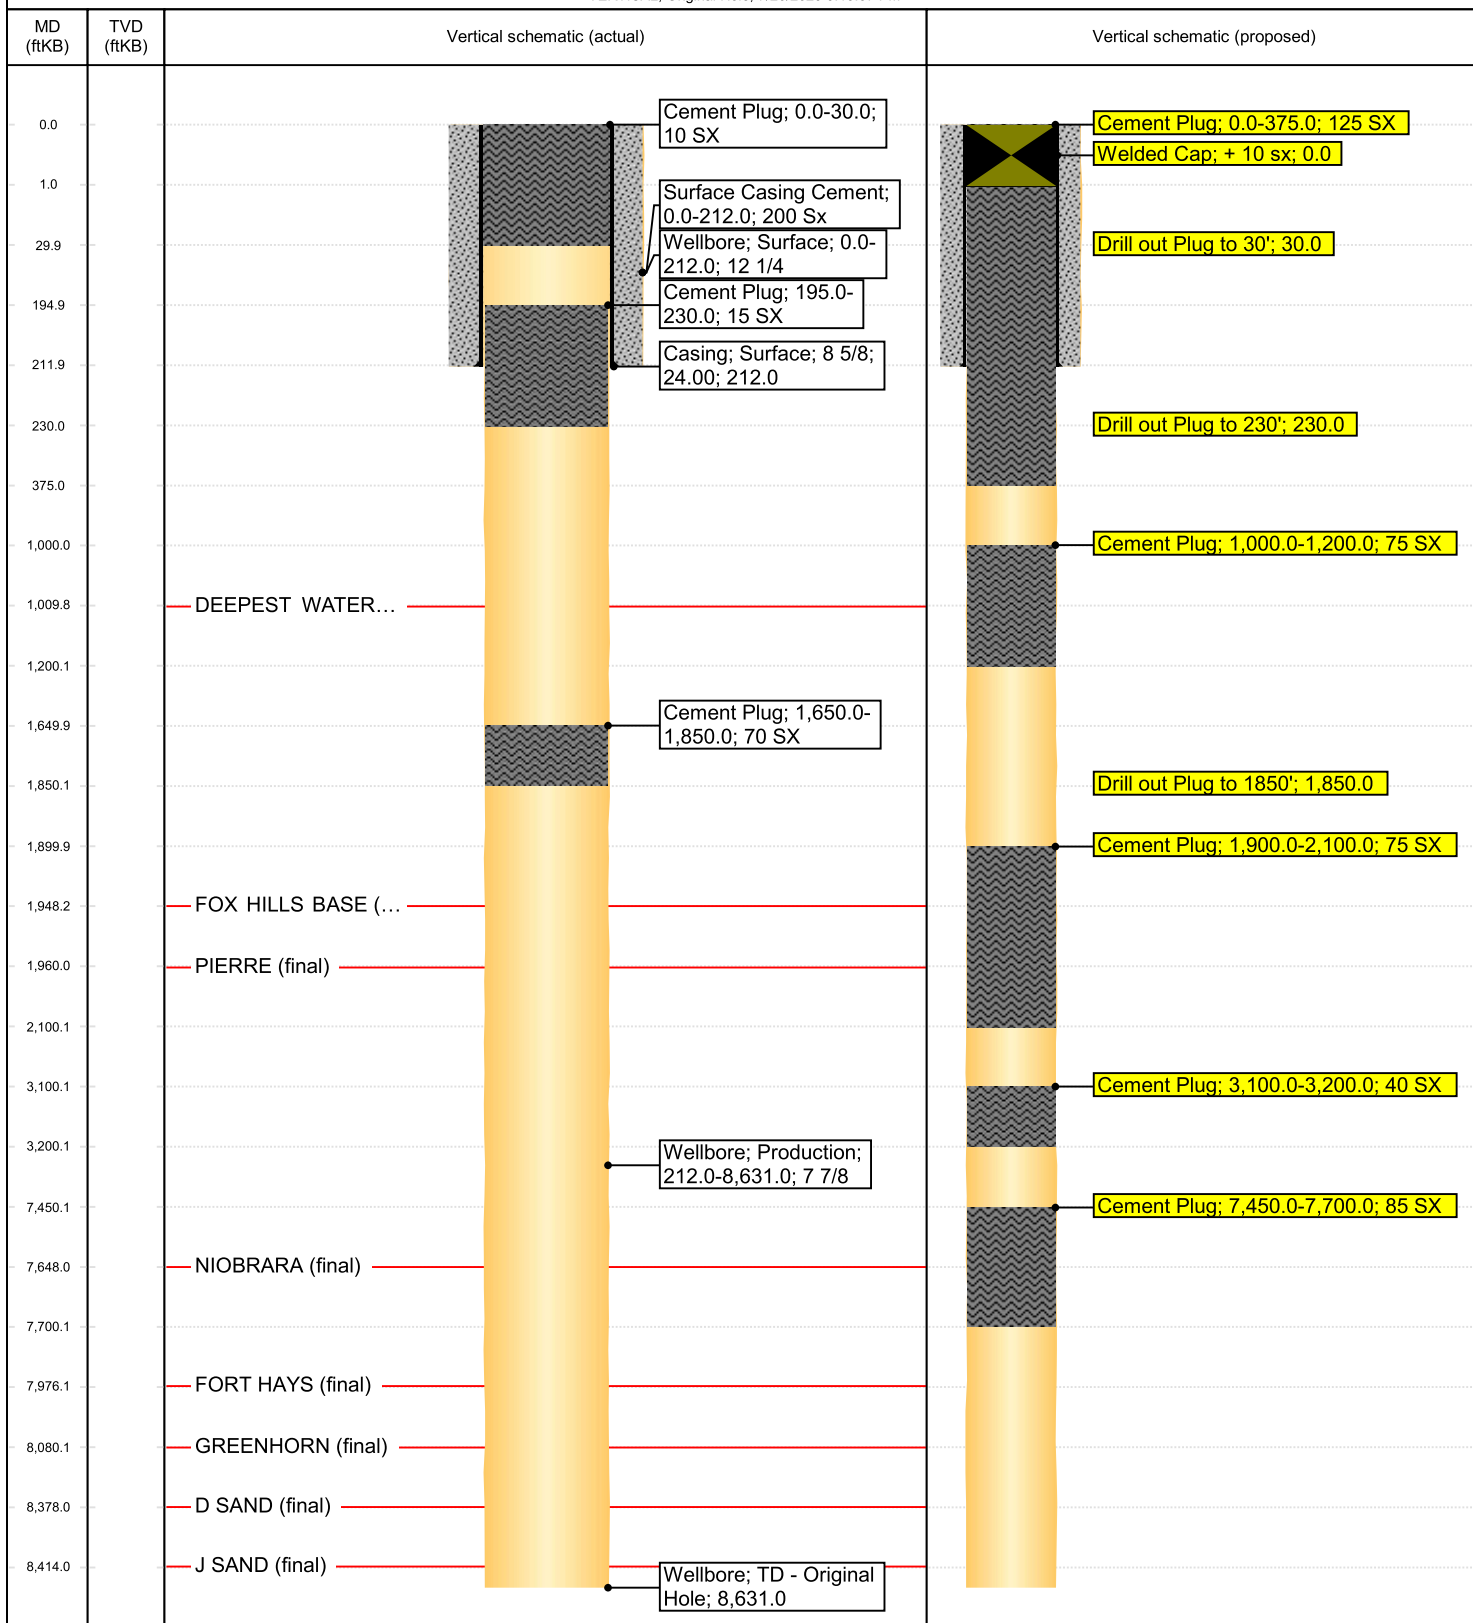 MD
(ftKB)
TVD
(ftKB)
Vertical schematic (actual)
Vertical schematic (proposed)
0.0
1.0
29.9
194.9
211.9
230.0
375.0
1,000.0
1,009.8
1,200.1
1,649.9
1,850.1
1,899.9
1,948.2
1,960.0
2,100.1
3,100.1
3,200.1
7,450.1
7,648.0
7,700.1
7,976.1
8,080.1
8,378.0
8,414.0
DEEPEST WATER...
FOX HILLS BASE (...
PIERRE (final)
NIOBRARA (final)
FORT HAYS (final)
GREENHORN (final)
D SAND (final)
J SAND (final)
Cement Plug; 0.0-30.0;
10 SX
Surface Casing Cement;
0.0-212.0; 200 Sx
Wellbore; Surface; 0.0-
212.0; 12 1/4
Cement Plug; 195.0-
230.0; 15 SX
Casing; Surface; 8 5/8;
24.00; 212.0
Cement Plug; 1,650.0-
1,850.0; 70 SX
Wellbore; Production;
212.0-8,631.0; 7 7/8
Wellbore; TD - Original
Hole; 8,631.0
Cement Plug; 0.0-375.0; 125 SX
Welded Cap; + 10 sx; 0.0
Drill out Plug to 30'; 30.0
Drill out Plug to 230'; 230.0
Cement Plug; 1,000.0-1,200.0; 75 SX
Drill out Plug to 1850'; 1,850.0
Cement Plug; 1,900.0-2,100.0; 75 SX
Cement Plug; 3,100.0-3,200.0; 40 SX
Cement Plug; 7,450.0-7,700.0; 85 SX